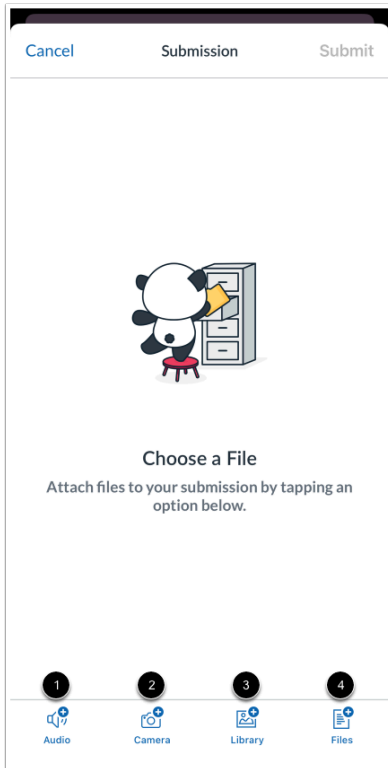 Cancel Submission Submit
Choose a File
Attach files to your submission by tapping an
option below.
1 2 3 4
Audio Camera Library Files